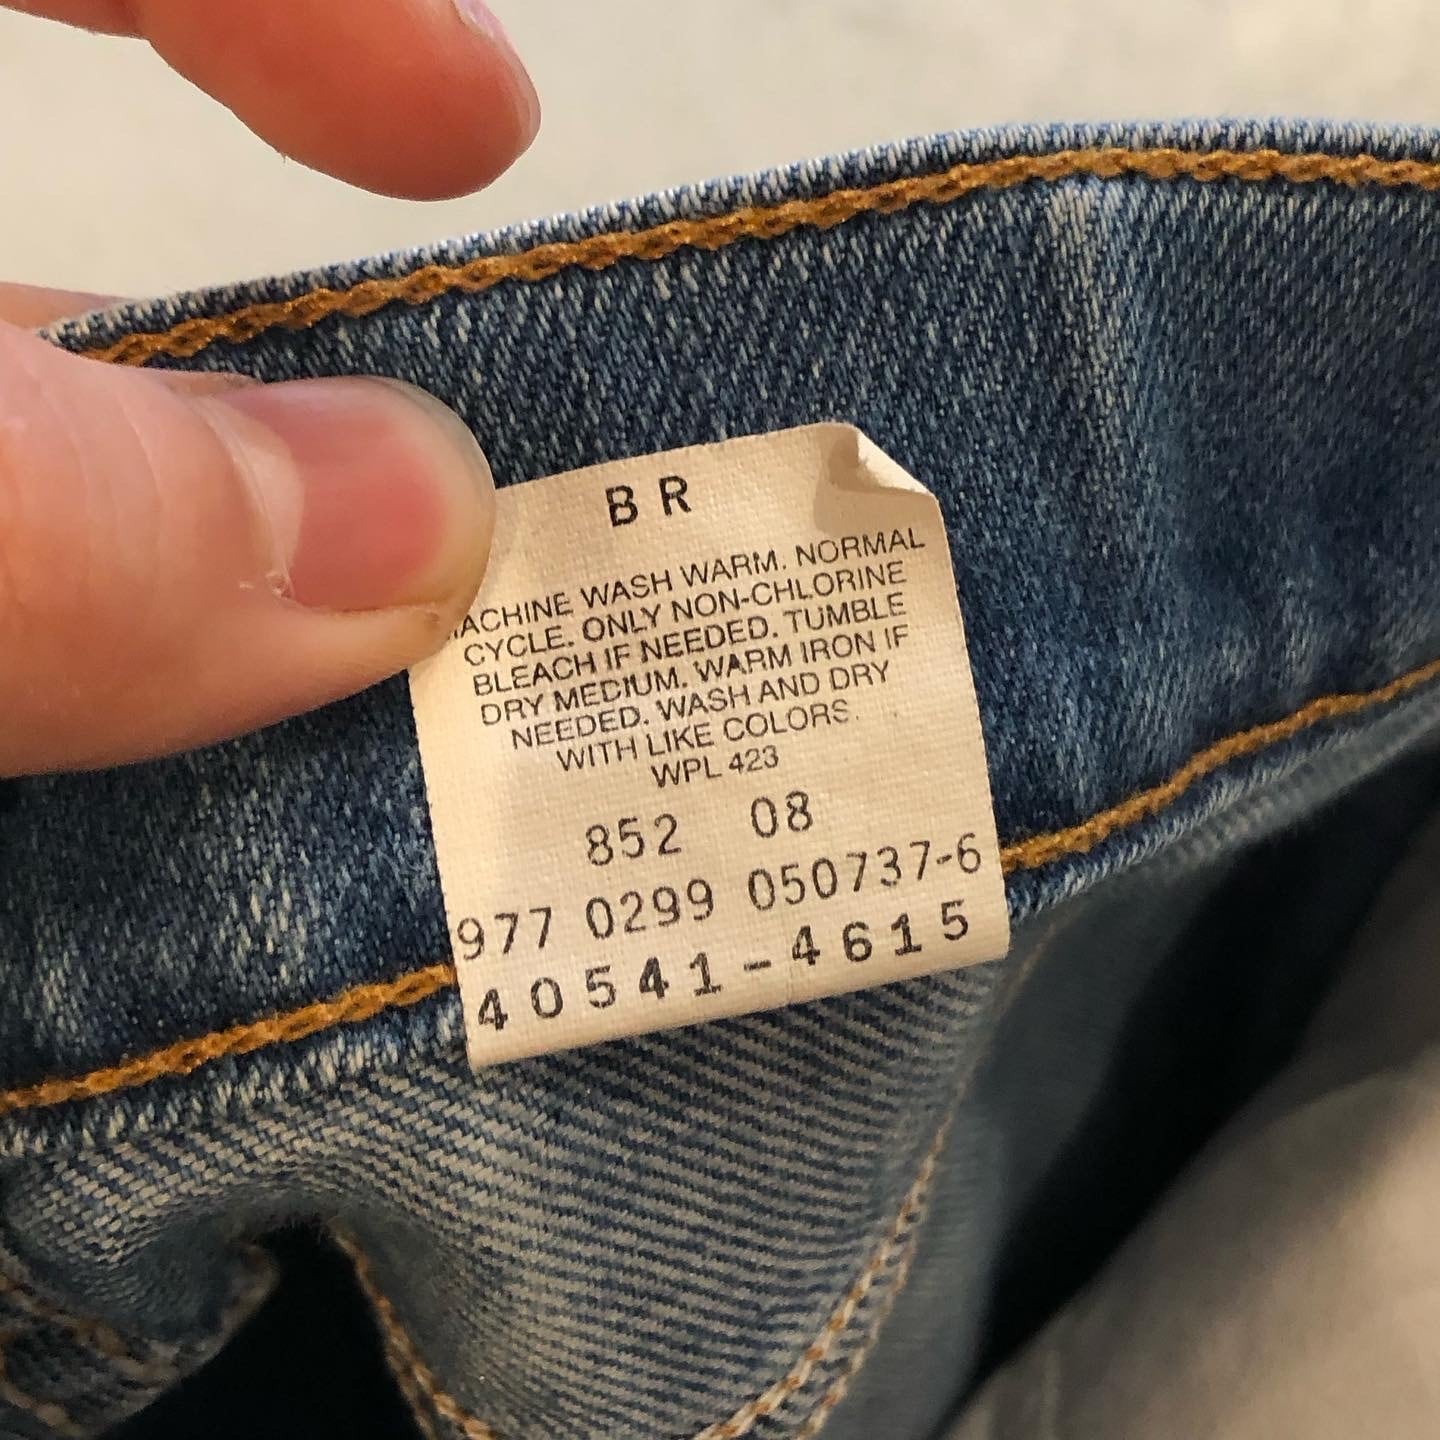 BR
MACHINE WASH WARM. NORMAL
CYCLE. ONLY NON-CHLORINE
BLEACH IF NEEDED. TUMBLE
DRY MEDIUM. WARM IRON IF
NEEDED. WASH AND DRY
WITH LIKE COLORS.
WPL 423
852 08
977 0299 050737-6
40541-4615